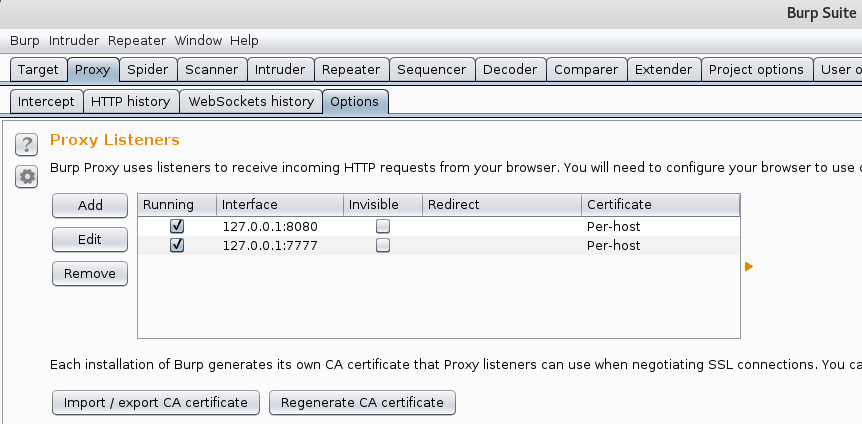 Burp Suite
Burp Intruder Repeater Window Help
Target Proxy Spider Scanner Intruder Repeater Sequencer Decoder Comparer Extender Project options User o
Intercept HTTP history WebSockets history Options
? Proxy Listeners
Burp Proxy uses listeners to receive incoming HTTP requests from your browser. You will need to configure your browser to use
Add Running Interface Invisible Redirect Certificate
127.0.0.1:8080 Per-host
Edit 127.0.0.1:7777 Per-host
Remove
Each installation of Burp generates its own CA certificate that Proxy listeners can use when negotiating SSL connections. You ca
Import / export CA certificate Regenerate CA certificate